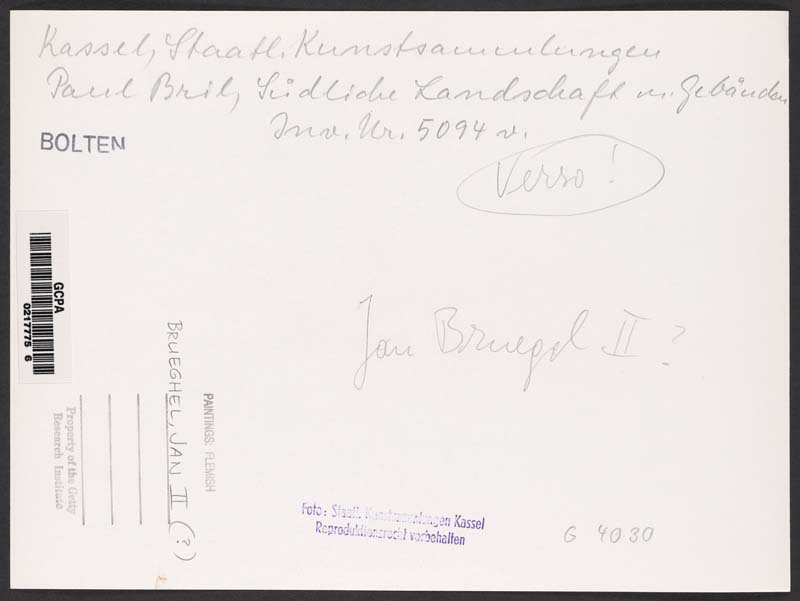 Kassel, Staatl. Kunstsammlungen
Paul Bril, Südliche Landschaft m. Gebäuden
Inv. Nr. 5094 v.
BOLTEN
Verso!
GCPA
0217775 6
Jan Bruegel II ?
PAINTINGS: FLEMISH
BRUEGHEL, JAN II (?)
Property of the Getty
Research Institute
Foto: Staatl. Kunstsammlungen Kassel
Reproduktionsrecht vorbehalten
G 4030